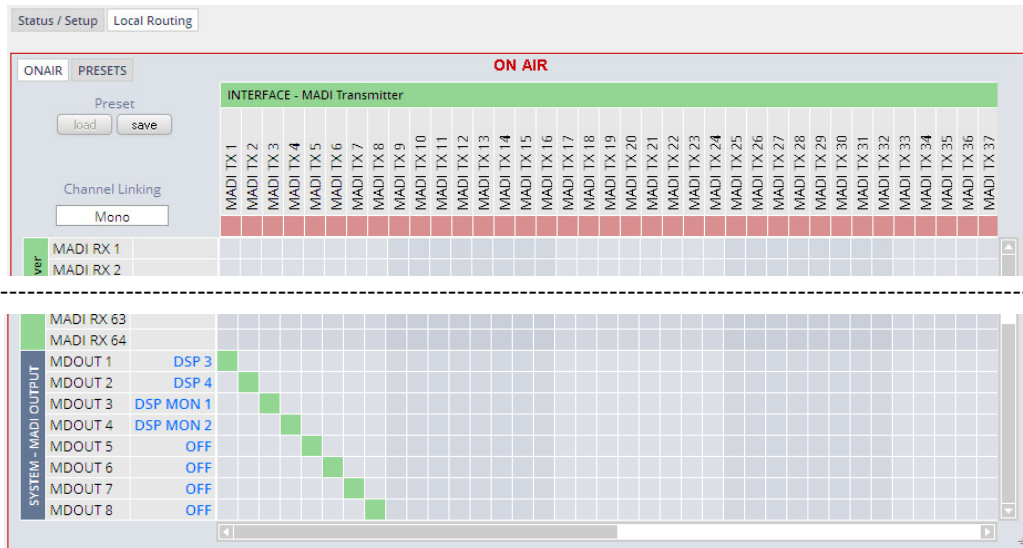 Status / Setup Local Routing
ON AIR
ONAIR PRESETS
INTERFACE - MADI Transmitter
Preset
load save
Channel Linking
Mono
MADI TX 1
MADI TX 2
MADI TX 3
MADI TX 4
MADI TX 5
MADI TX 6
MADI TX 7
MADI TX 8
MADI TX 9
MADI TX 10
MADI TX 11
MADI TX 12
MADI TX 13
MADI TX 14
MADI TX 15
MADI TX 16
MADI TX 17
MADI TX 18
MADI TX 19
MADI TX 20
MADI TX 21
MADI TX 22
MADI TX 23
MADI TX 24
MADI TX 25
MADI TX 26
MADI TX 27
MADI TX 28
MADI TX 29
MADI TX 30
MADI TX 31
MADI TX 32
MADI TX 33
MADI TX 34
MADI TX 35
MADI TX 36
MADI TX 37
ver
MADI RX 1
MADI RX 2
MADI RX 63
MADI RX 64
SYSTEM - MADI OUTPUT
MDOUT 1 DSP 3
MDOUT 2 DSP 4
MDOUT 3 DSP MON 1
MDOUT 4 DSP MON 2
MDOUT 5 OFF
MDOUT 6 OFF
MDOUT 7 OFF
MDOUT 8 OFF